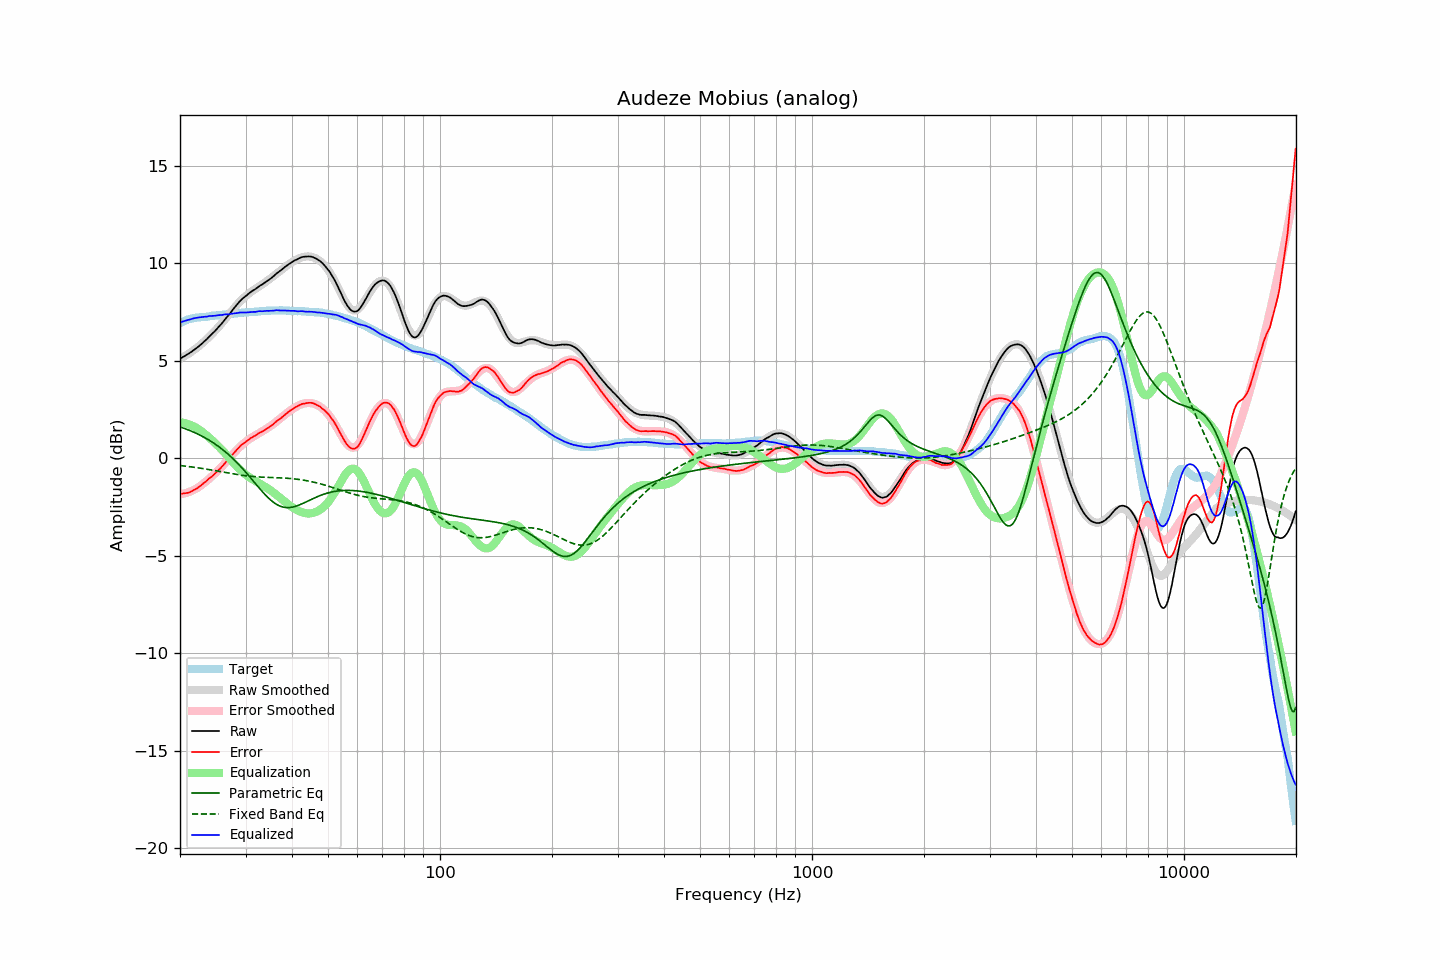 Audeze Mobius (analog)
Amplitude (dBr)
15
10
5
0
−5
−10
−15
−20
Target
Raw Smoothed
Error Smoothed
Raw
Error
Equalization
Parametric Eq
Fixed Band Eq
Equalized
100
1000
10000
Frequency (Hz)